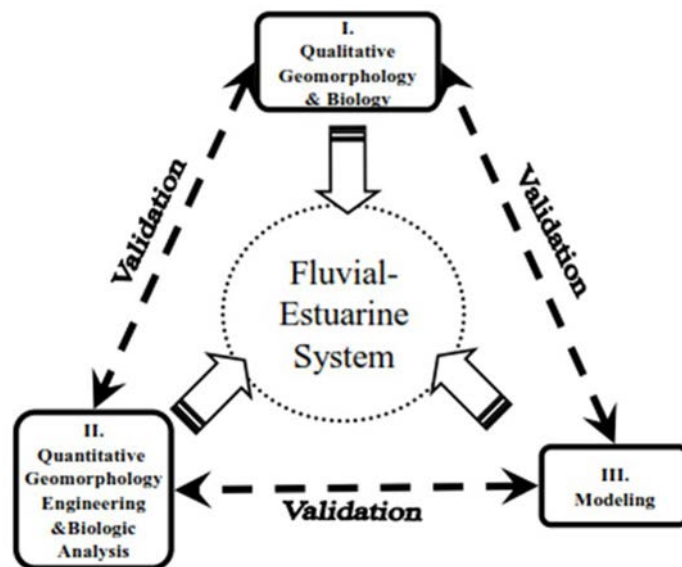 I.
Qualitative
Geomorphology
& Biology
Validation
Validation
Fluvial-
Estuarine
System
II.
Quantitative
Geomorphology
Engineering
&Biologic
Analysis
III.
Modeling
Validation